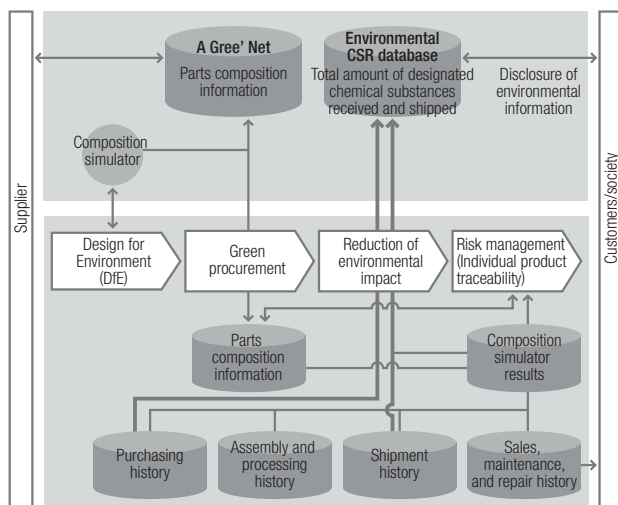 A Gree' Net
Parts composition
information
Environmental
CSR database
Total amount of designated
chemical substances
received and shipped
Disclosure of
environmental
information
Composition
simulator
Supplier
Customers/society
Design for
Environment
(DfE)
Green
procurement
Reduction of
environmental
impact
Risk management
(Individual product
traceability)
Parts
composition
information
Composition
simulator
results
Purchasing
history
Assembly and
processing
history
Shipment
history
Sales,
maintenance,
and repair history